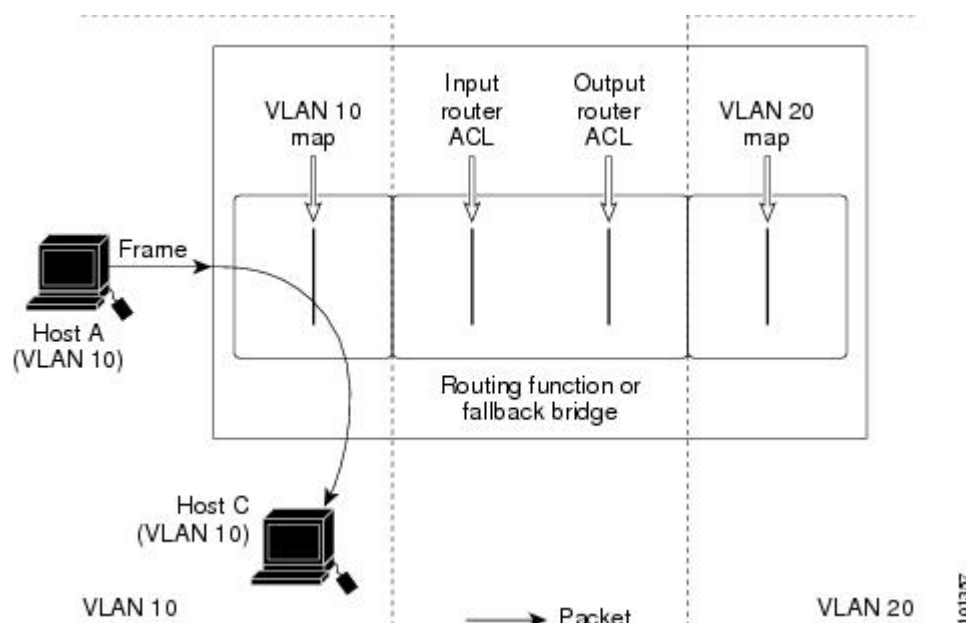 VLAN 10
map
Input
router
ACL
Output
router
ACL
VLAN 20
map
Frame
Host A
(VLAN 10)
Routing function or
fallback bridge
Host C
(VLAN 10)
VLAN 10
Packet
VLAN 20